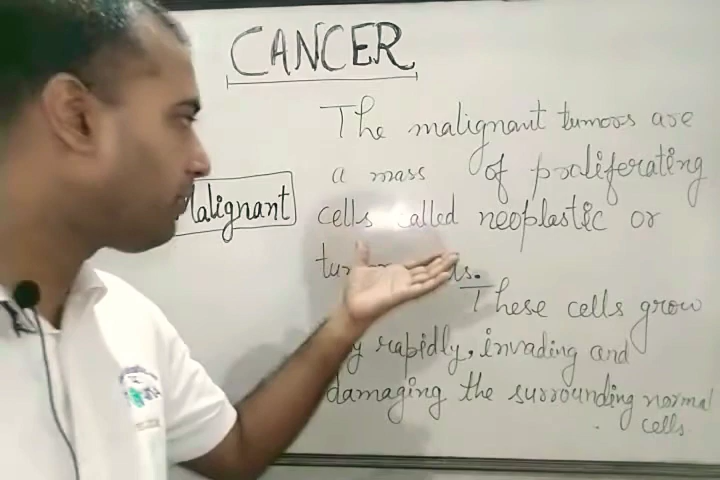 CANCER
Malignant
The malignant tumors are
a mass of proliferating
cells called neoplastic or
These cells grow
rapidly, invading and
damaging the surrounding normal
cells.